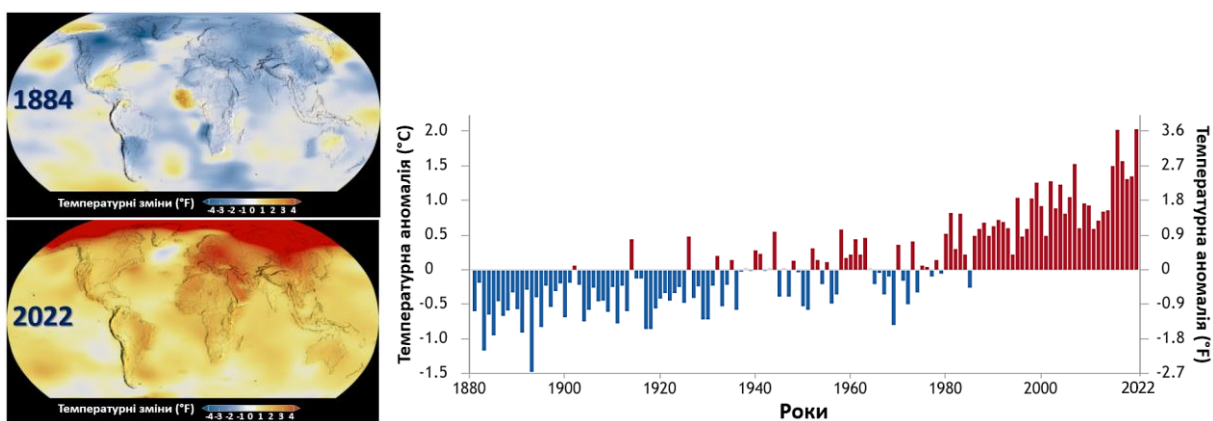 1884
Температурні зміни (°F)
-4 -3 -2 -1 0 1 2 3 4
2022
Температурні зміни (°F)
-4 -3 -2 -1 0 1 2 3 4
Температурна аномалія (°C)
2.0
1.5
1.0
0.5
0
-0.5
-1.0
-1.5
1880 1900 1920 1940 1960 1980 2000 2022
Роки
3.6
2.7
1.8
0.9
0
-0.9
-1.8
-2.7
Температурна аномалія (°F)